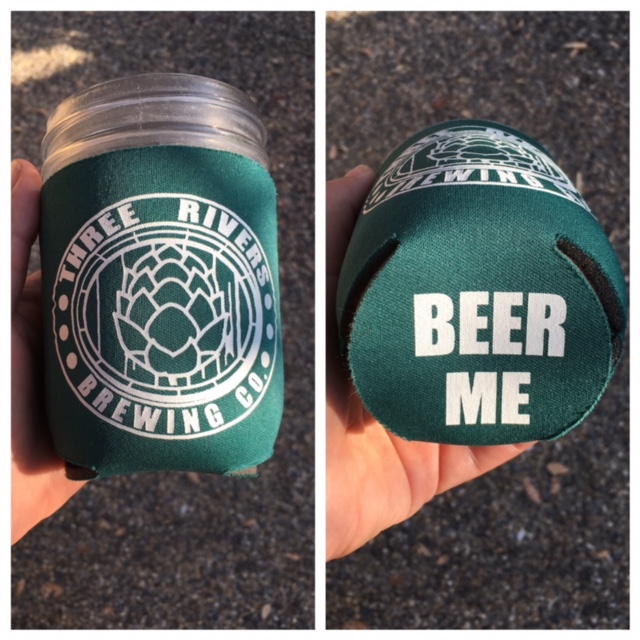 THREE RIVERS
BREWING CO.
BREWING
BEER
ME